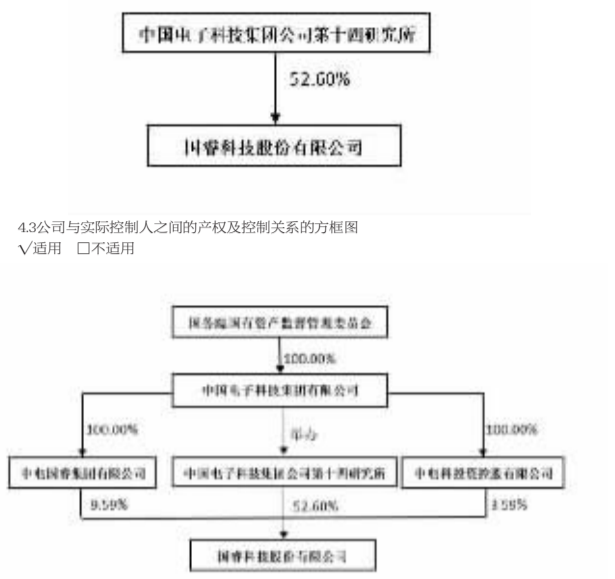 中国电子科技集团公司第十四研究所
52.60%
国睿科技股份有限公司
4.3公司与实际控制人之间的产权及控制关系的方框图
√适用 □不适用
国务院国有资产监督管理委员会
100.00%
中国电子科技集团有限公司
100.00% 举办 100.00%
中电国睿集团有限公司 中国电子科技集团公司第十四研究所 中电科投资控股有限公司
9.59% 52.60% 3.59%
国睿科技股份有限公司